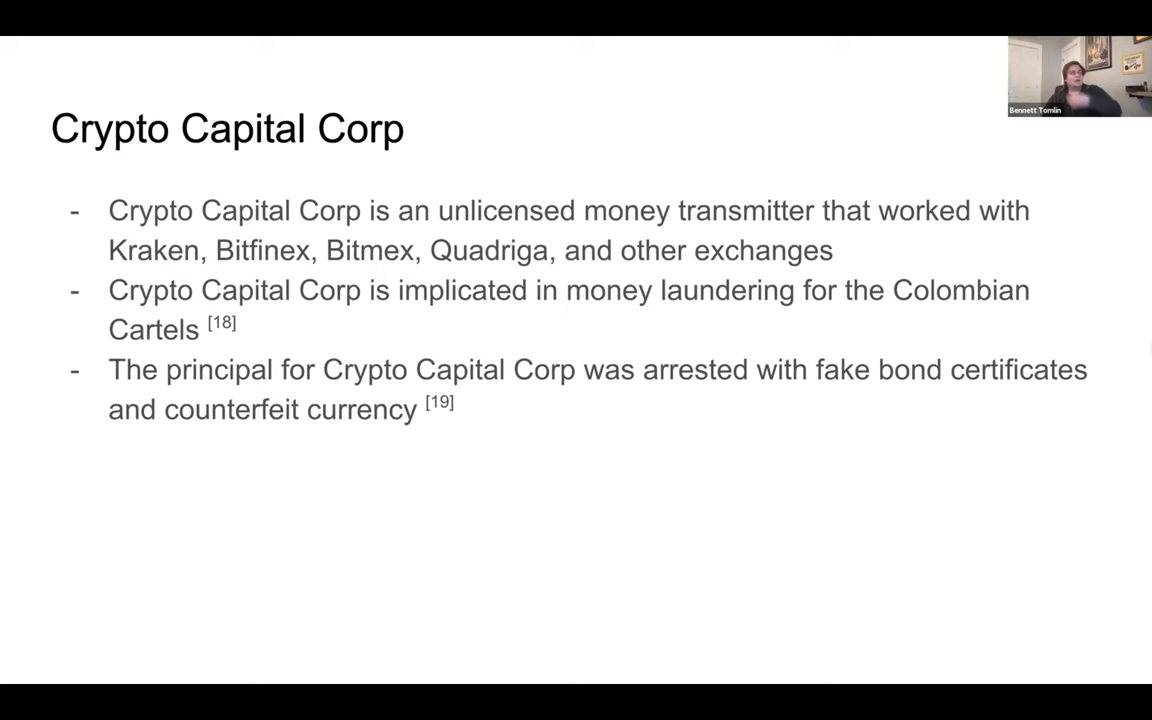 Bennett Tomlin
Crypto Capital Corp
- Crypto Capital Corp is an unlicensed money transmitter that worked with
Kraken, Bitfinex, Bitmex, Quadriga, and other exchanges
- Crypto Capital Corp is implicated in money laundering for the Colombian
Cartels [18]
- The principal for Crypto Capital Corp was arrested with fake bond certificates
and counterfeit currency [19]